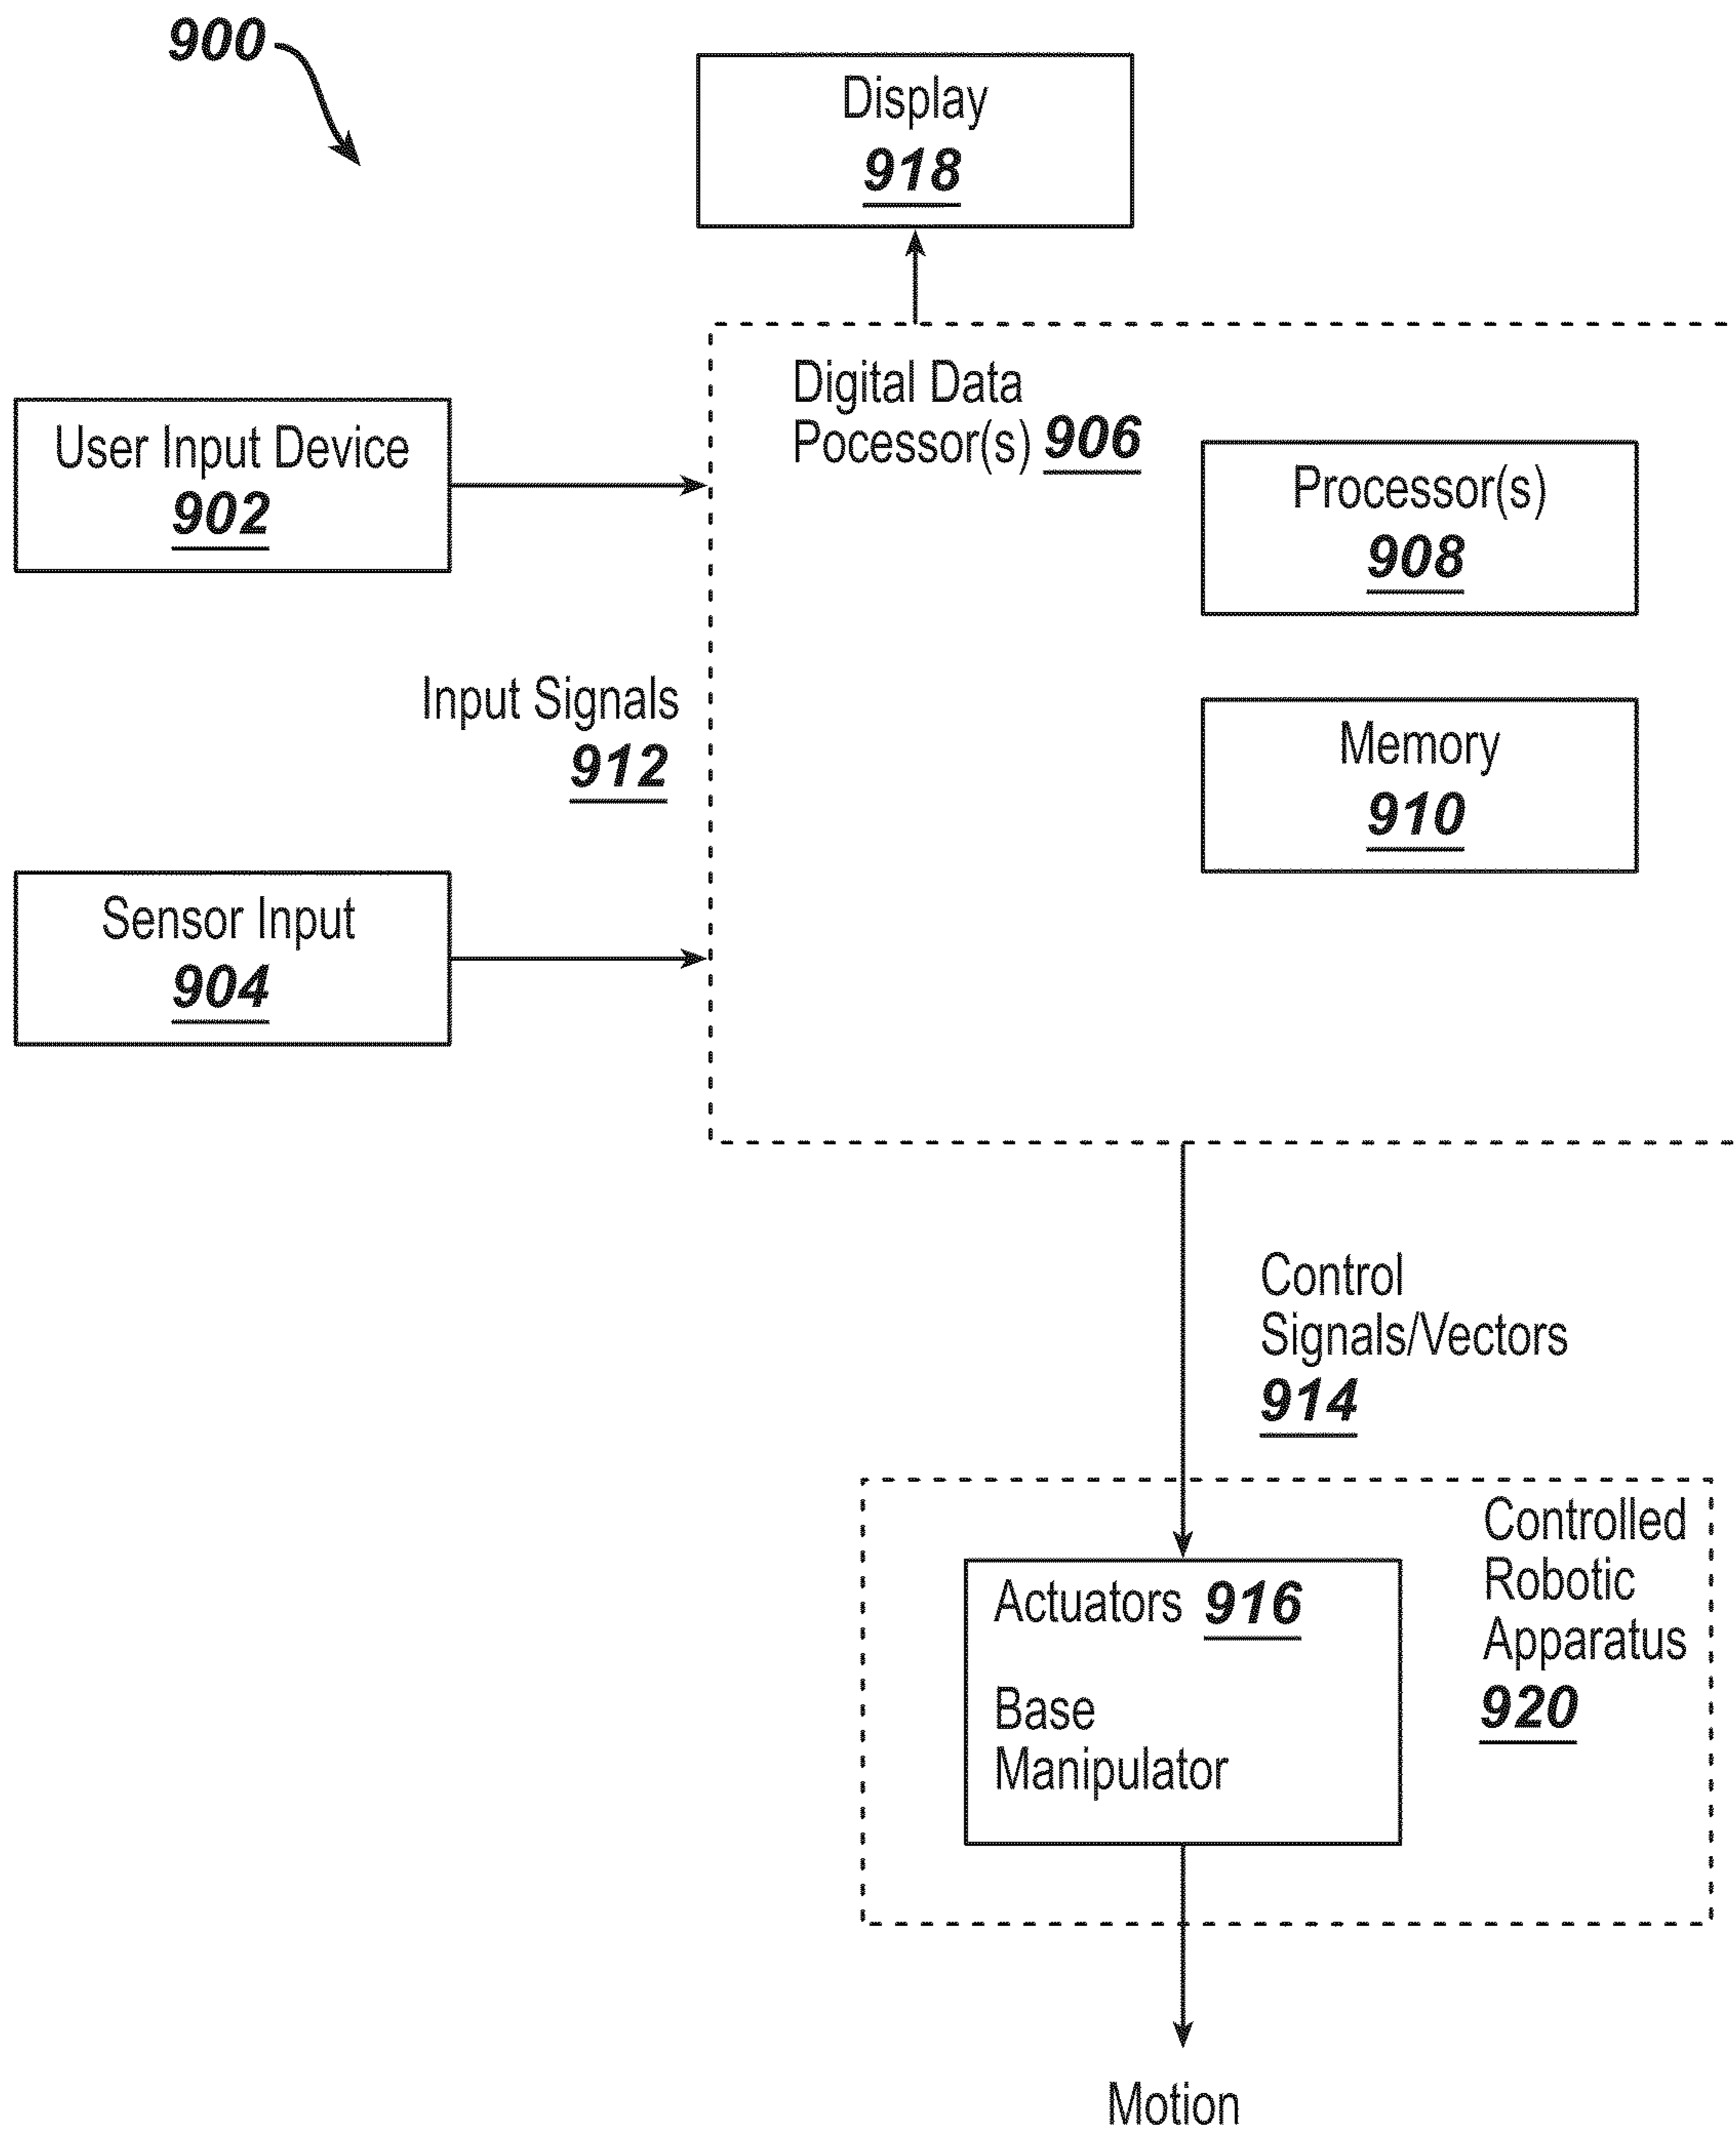 900
Display
918
Digital Data
Pocessor(s) 906
User Input Device
902
Processor(s)
908
Input Signals
912
Memory
910
Sensor Input
904
Control
Signals/Vectors
914
Controlled
Robotic
Apparatus
920
Actuators 916
Base
Manipulator
Motion